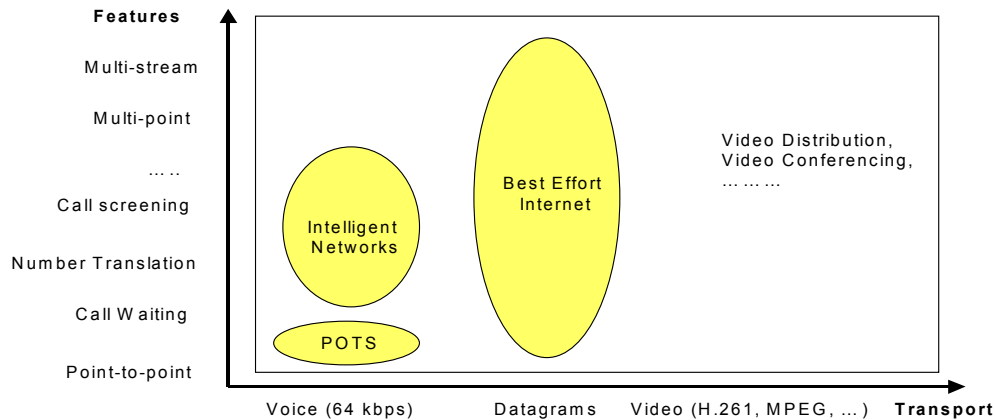 Features
Multi-stream
Multi-point
.....
Call screening
Number Translation
Call Waiting
Point-to-point
Intelligent
Networks
POTS
Best Effort
Internet
Video Distribution,
Video Conferencing,
………
Voice (64 kbps)
Datagrams
Video (H.261, MPEG, …)
Transport